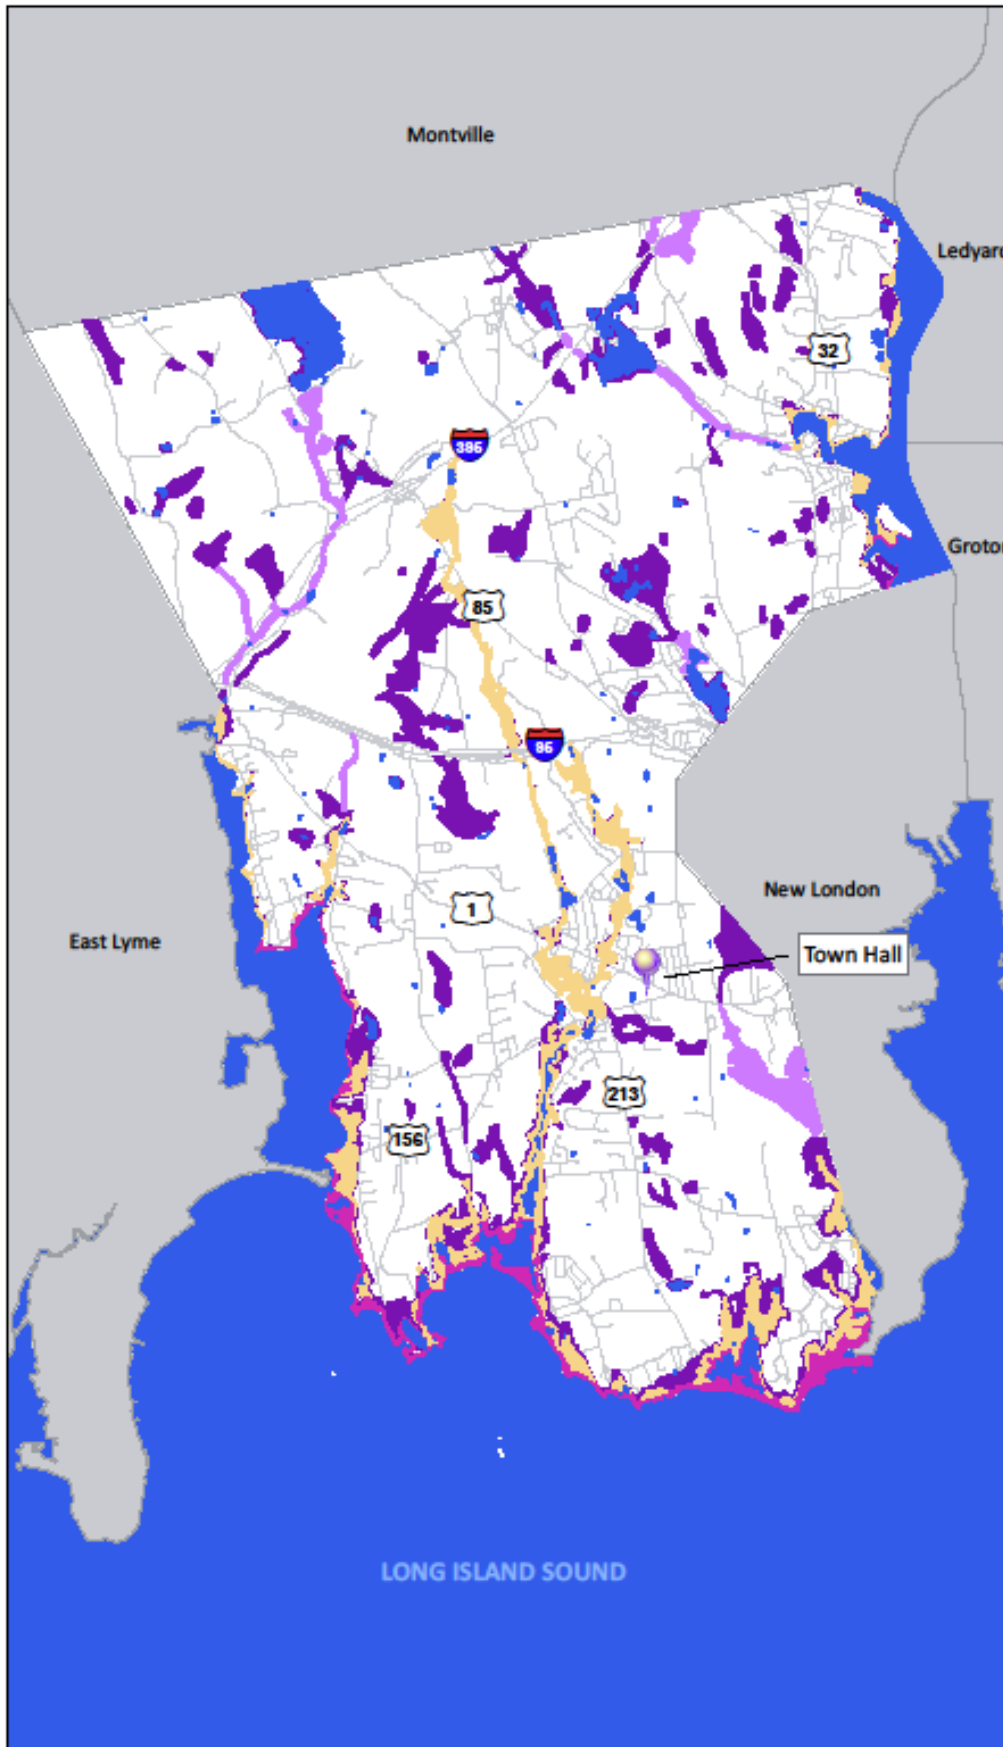 Montville
Ledyard
32
395
Groton
85
95
New London
1
East Lyme
Town Hall
213
156
LONG ISLAND SOUND